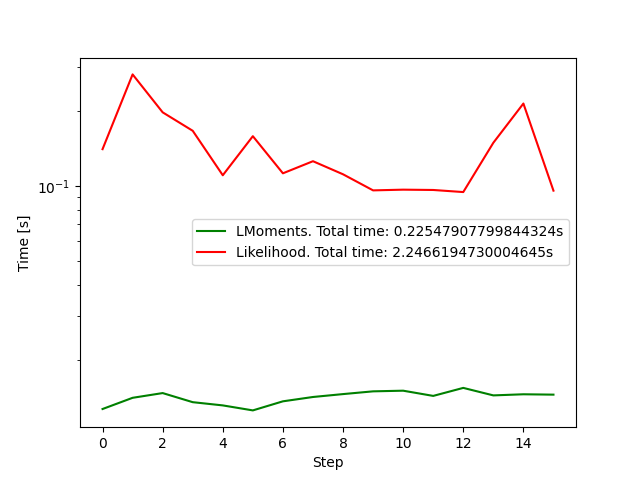 Time [s]
10⁻¹
LMoments. Total time: 0.22547907799844324s
Likelihood. Total time: 2.2466194730004645s
0 2 4 6 8 10 12 14
Step